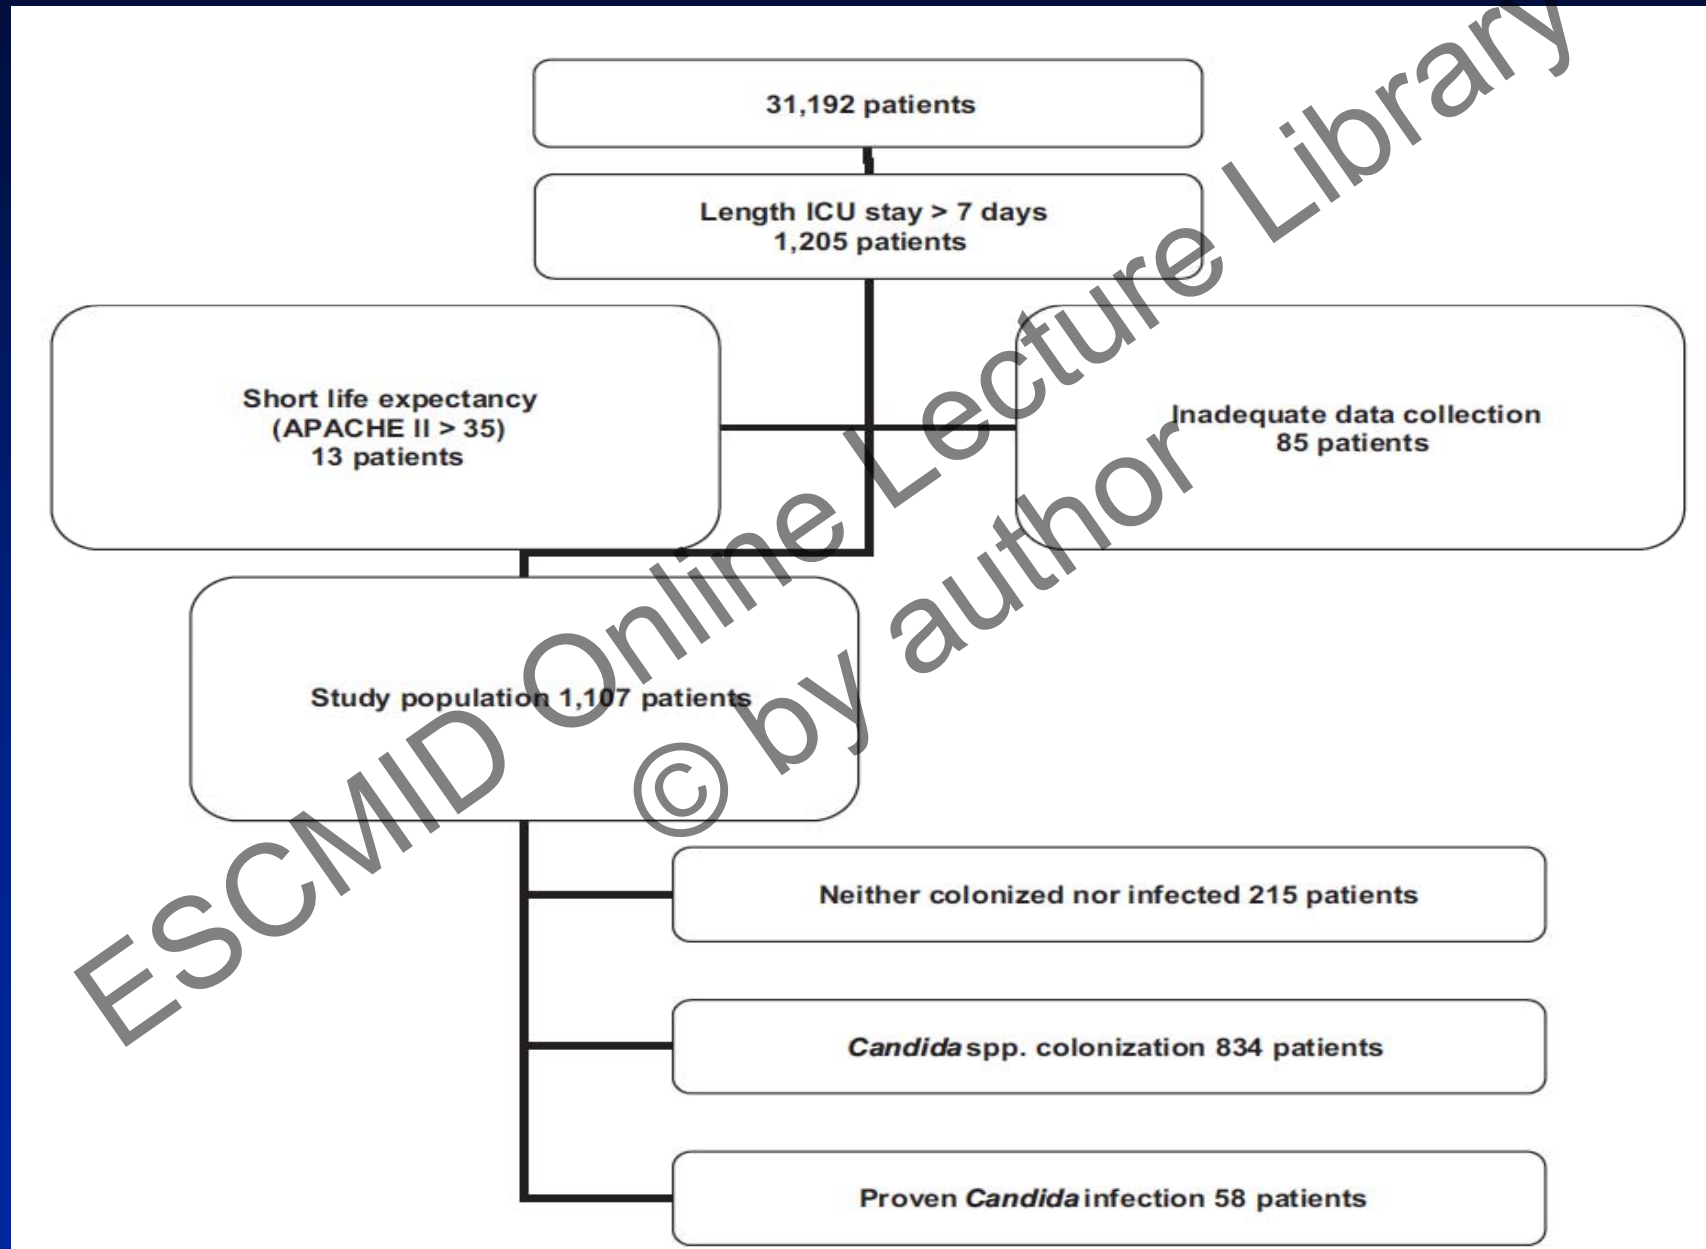 31,192 patients
Length ICU stay > 7 days
1,205 patients
Short life expectancy
(APACHE II > 35)
13 patients
Inadequate data collection
85 patients
Study population 1,107 patients
Neither colonized nor infected 215 patients
Candida spp. colonization 834 patients
Proven Candida infection 58 patients
ESCMID Online Lecture Library
© by author